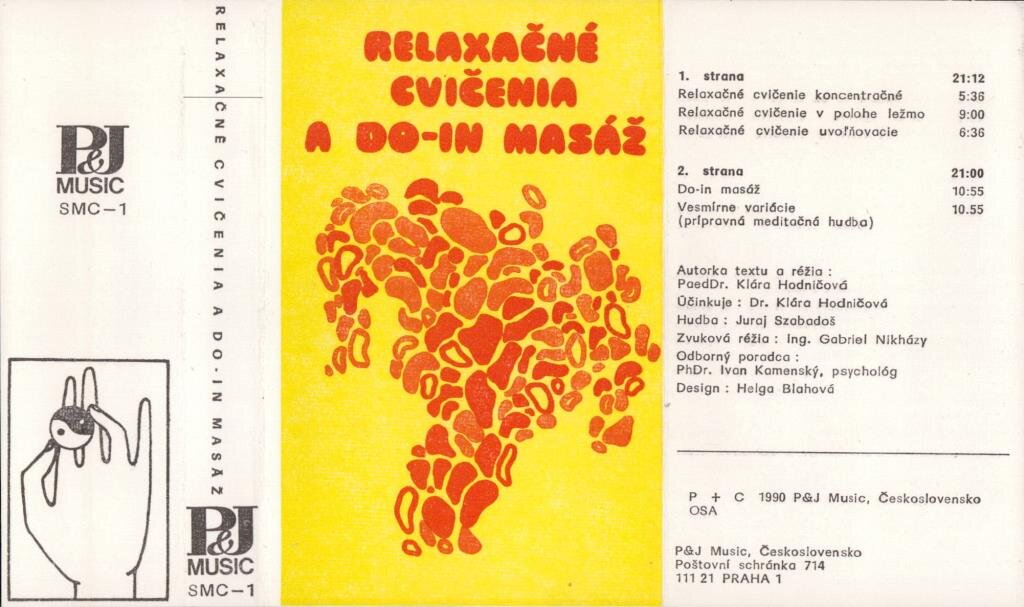 P&J
MUSIC
SMC-1
RELAXAČNÉ CVIČENIA A DO-IN MASÁŽ
P&J
MUSIC
SMC-1
RELAXAČNÉ
CVIČENIA
A DO-IN MASÁŽ
1. strana 21:12
Relaxačné cvičenie koncentračné 5:36
Relaxačné cvičenie v polohe ležmo 9:00
Relaxačné cvičenie uvoľňovacie 6:36
2. strana 21:00
Do-in masáž 10:55
Vesmírne variácie 10.55
(prípravná meditačná hudba)
Autorka textu a réžia :
PaedDr. Klára Hodničová
Účinkuje : Dr. Klára Hodničová
Hudba : Juraj Szabadoš
Zvuková réžia : Ing. Gabriel Nikházy
Odborný poradca :
PhDr. Ivan Kamenský, psychológ
Design : Helga Blahová
P + C 1990 P&J Music, Československo
OSA
P&J Music, Československo
Poštovní schránka 714
111 21 PRAHA 1